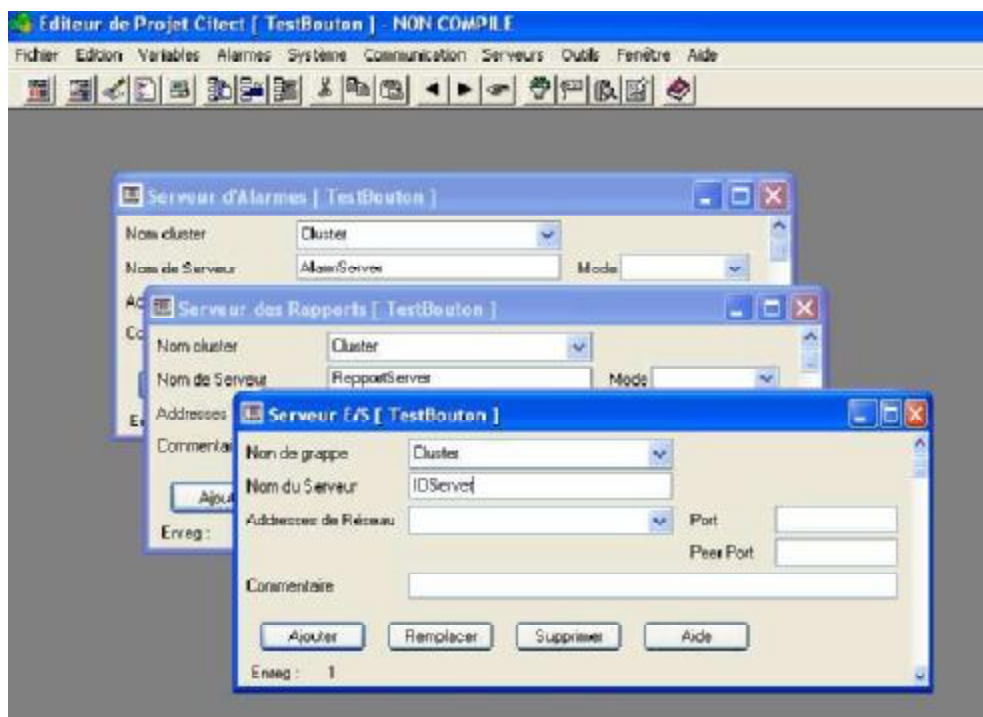 Editeur de Projet Citect [ TestBouton ] - NON COMPILE
Fichier Edition Variables Alarmes Système Communication Serveurs Outils Fenêtre Aide
Serveur d'Alarmes [ TestBouton ]
Nom cluster Cluster
Nom de Serveur Mode
Serveur des Rapports [ TestBouton ]
Nom cluster Cluster
Nom de Serveur RepportServer Mode
Addresses
Commentai
Ajout
Enreg :
Serveur E/S [ TestBouton ]
Nom de grappe Cluster
Nom du Serveur IOServer
Addresses de Réseau Port
Peer Port
Commentaire
Ajouter Remplacer Supprimer Aide
Enreg : 1